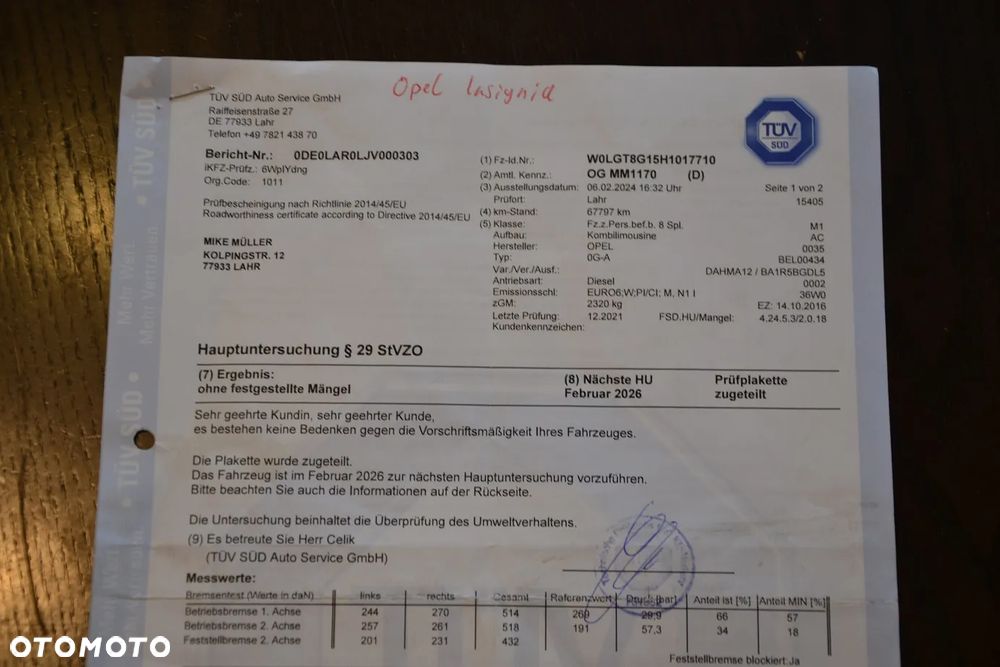 Opel Insignia
TÜV SÜD Auto Service GmbH
Raiffeisenstraße 27
DE 77933 Lahr
Telefon +49 7821 438 70
TÜV
SÜD
Bericht-Nr.: 0DE0LAR0LJV000303
iKFZ-Prüfz.: 6WpIYdng
Org.Code: 1011
Prüfbescheinigung nach Richtlinie 2014/45/EU
Roadworthiness certificate according to Directive 2014/45/EU
MIKE MÜLLER
KOLPINGSTR. 12
77933 LAHR
(1) Fz-Id.Nr.: W0LGT8G15H1017710
(2) Amtl. Kennz.: OG MM1170 (D)
(3) Ausstellungsdatum: 06.02.2024 16:32 Uhr Seite 1 von 2
Prüfort: Lahr 15405
(4) km-Stand: 67797 km
(5) Klasse: Fz.z.Pers.bef.b. 8 Spl. M1
Aufbau: Kombilimousine AC
Hersteller: OPEL 0035
Typ: 0G-A BEL00434
Var./Ver./Ausf.: DAHMA12 / BA1R5BGDL5
Antriebsart: Diesel 0002
Emissionsschl: EURO6;W;PI/CI; M, N1 I 36W0
zGM: 2320 kg EZ: 14.10.2016
Letzte Prüfung: 12.2021 FSD.HU/Mangel: 4.24.5.3/2.0.18
Kundenkennzeichen:
Hauptuntersuchung § 29 StVZO
(7) Ergebnis: (8) Nächste HU Prüfplakette
ohne festgestellte Mängel Februar 2026 zugeteilt
Sehr geehrte Kundin, sehr geehrter Kunde,
es bestehen keine Bedenken gegen die Vorschriftsmäßigkeit Ihres Fahrzeuges.
Die Plakette wurde zugeteilt.
Das Fahrzeug ist im Februar 2026 zur nächsten Hauptuntersuchung vorzuführen.
Bitte beachten Sie auch die Informationen auf der Rückseite.
Die Untersuchung beinhaltet die Überprüfung des Umweltverhaltens.
(9) Es betreute Sie Herr Celik
(TÜV SÜD Auto Service GmbH)
Messwerte:
Bremsentest (Werte in daN) links rechts Gesamt Referenzwert Druck [bar] Anteil ist [%] Anteil MIN [%]
Betriebsbremse 1. Achse 244 270 514 269 29,9 66 57
Betriebsbremse 2. Achse 257 261 518 191 57,3 34 18
Feststellbremse 2. Achse 201 231 432
Feststellbremse blockiert: Ja
Mehr Wert.
Mehr Vertrauen.
TÜV SÜD
TÜV SÜD
OTOMOTO